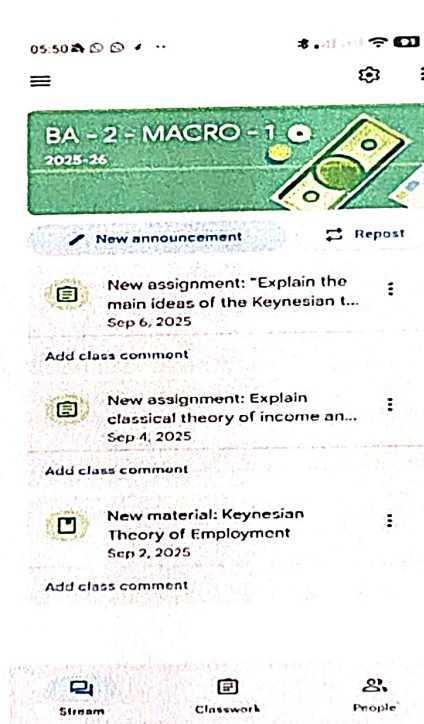 05:50
BA - 2 - MACRO - 1
2025-26
New announcement
Repost
New assignment: "Explain the
main ideas of the Keynesian t...
Sep 6, 2025
Add class comment
New assignment: Explain
classical theory of income an...
Sep 4, 2025
Add class comment
New material: Keynesian
Theory of Employment
Sep 2, 2025
Add class comment
Stream
Classwork
People